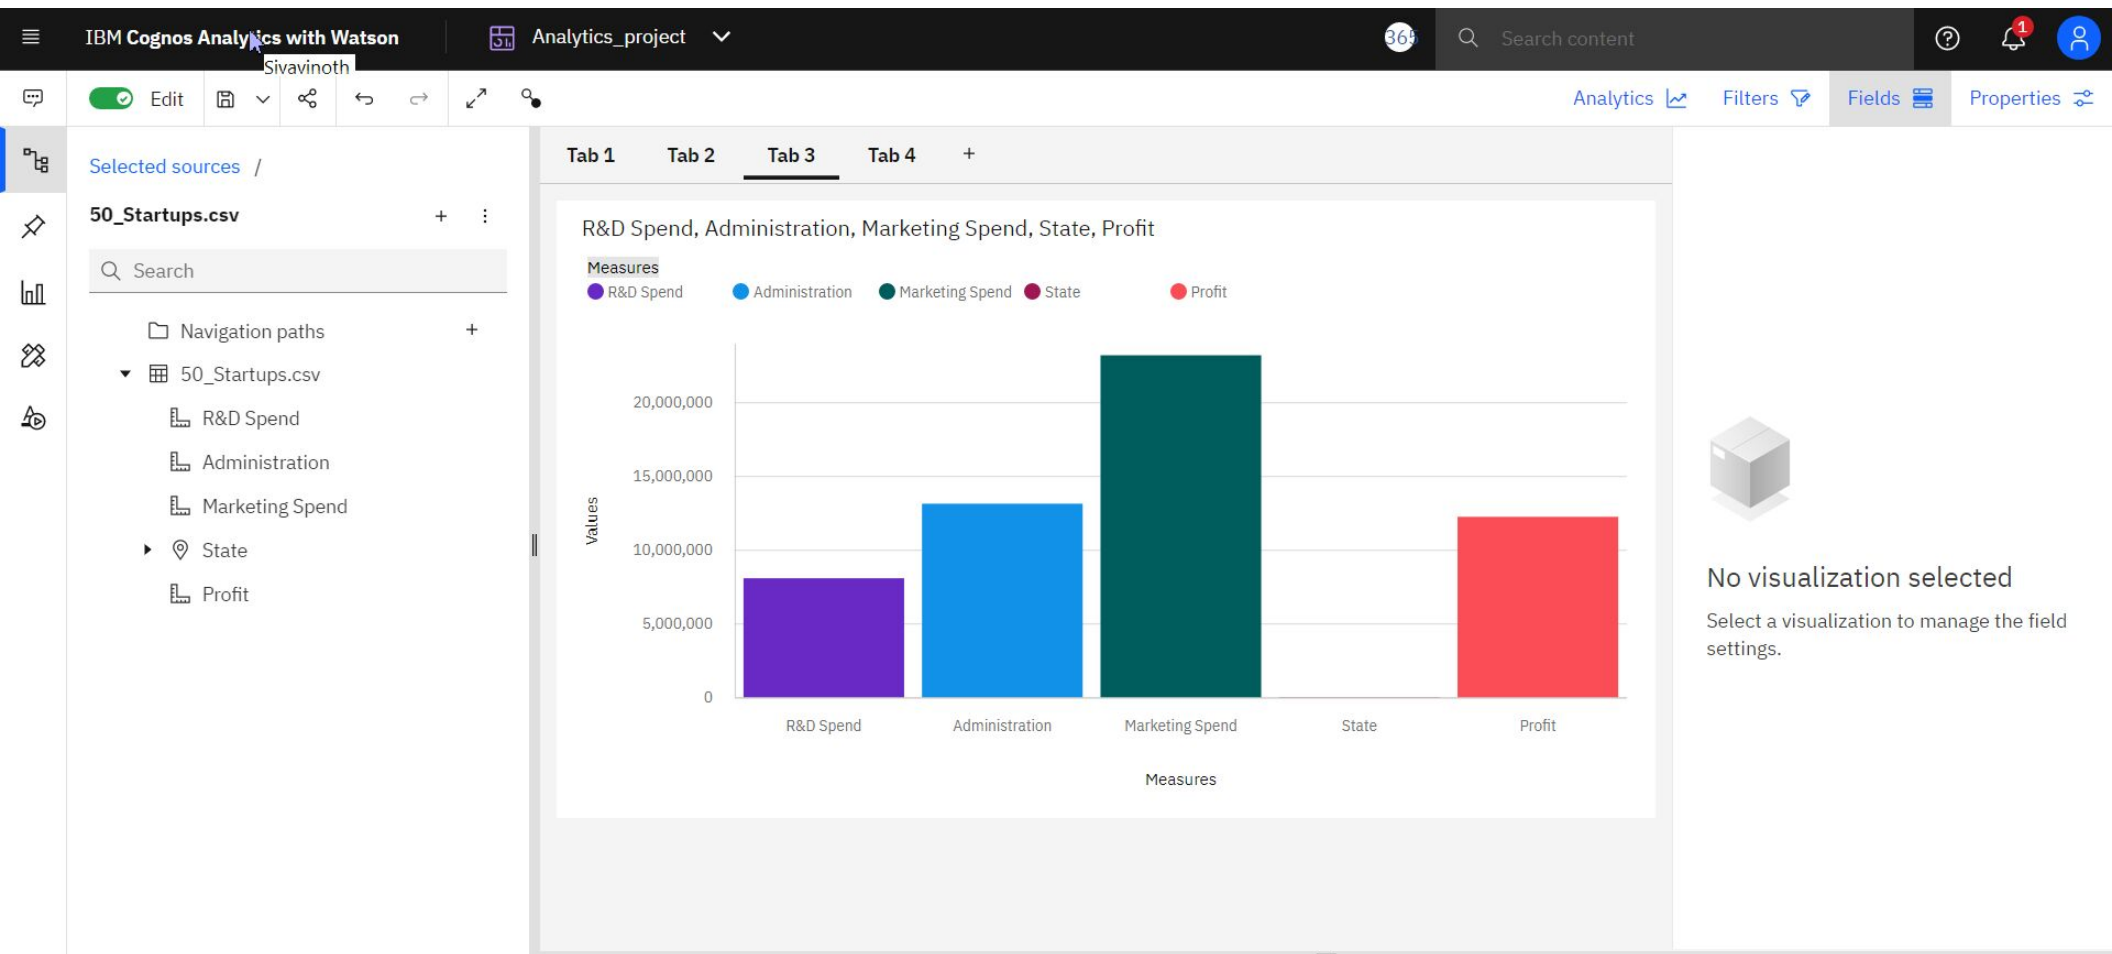 IBM Cognos Analytics with Watson
Analytics_project
365
Search content
1
Sivavinoth
Edit
Analytics
Filters
Fields
Properties
Selected sources /
50_Startups.csv
Search
Navigation paths
50_Startups.csv
R&D Spend
Administration
Marketing Spend
State
Profit
Tab 1 Tab 2 Tab 3 Tab 4 +
R&D Spend, Administration, Marketing Spend, State, Profit
Measures
R&D Spend Administration Marketing Spend State Profit
Values
20,000,000
15,000,000
10,000,000
5,000,000
0
R&D Spend Administration Marketing Spend State Profit
Measures
No visualization selected
Select a visualization to manage the field
settings.